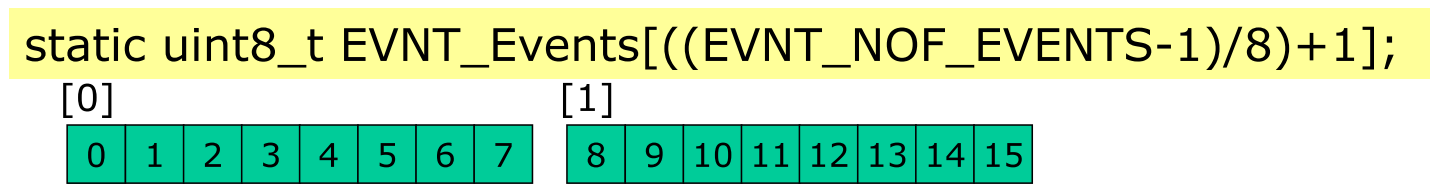 static uint8_t EVNT_Events[((EVNT_NOF_EVENTS-1)/8)+1];
[0] [1]
0 1 2 3 4 5 6 7 8 9 10 11 12 13 14 15